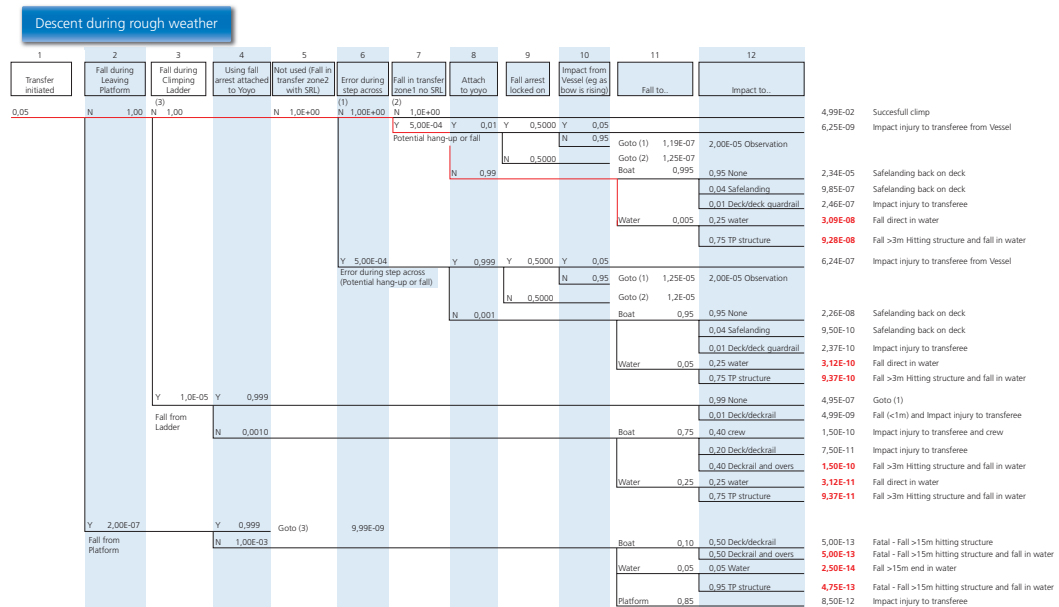 Descent during rough weather
1 2 3 4 5 6 7 8 9 10 11 12
Transfer initiated
Fall during Leaving Platform
Fall during Climping Ladder
Using fall arrest attached to Yoyo
Not used (Fall in transfer zone2 with SRL)
Error during step across
Fall in transfer zone1 no SRL
Attach to yoyo
Fall arrest locked on
Impact from Vessel (eg as bow is rising)
Fall to..
Impact to..
(3) (1) (2)
0,05 N 1,00 N 1,00 N 1,0E+00 N 1,00E+00 N 1,0E+00 4,99E-02 Succesfull climp
Y 5,00E-04 Y 0,01 Y 0,5000 Y 0,05 6,25E-09 Impact injury to transferee from Vessel
Potential hang-up or fall N 0,95 Goto (1) 1,19E-07 2,00E-05 Observation
N 0,5000 Goto (2) 1,25E-07
N 0,99 Boat 0,995 0,95 None 2,34E-05 Safelanding back on deck
0,04 Safelanding 9,85E-07 Safelanding back on deck
0,01 Deck/deck guardrail 2,46E-07 Impact injury to transferee
Water 0,005 0,25 water 3,09E-08 Fall direct in water
0,75 TP structure 9,28E-08 Fall >3m Hitting structure and fall in water
Y 5,00E-04 Y 0,999 Y 0,5000 Y 0,05 6,24E-07 Impact injury to transferee from Vessel
Error during step across
(Potential hang-up or fall)
N 0,95 Goto (1) 1,25E-05 2,00E-05 Observation
N 0,5000 Goto (2) 1,2E-05
N 0,001 Boat 0,95 0,95 None 2,26E-08 Safelanding back on deck
0,04 Safelanding 9,50E-10 Safelanding back on deck
0,01 Deck/deck guardrail 2,37E-10 Impact injury to transferee
Water 0,05 0,25 water 3,12E-10 Fall direct in water
0,75 TP structure 9,37E-10 Fall >3m Hitting structure and fall in water
Y 1,0E-05 Y 0,999 0,99 None 4,95E-07 Goto (1)
Fall from
Ladder
0,01 Deck/deckrail 4,99E-09 Fall (<1m) and Impact injury to transferee
N 0,0010 Boat 0,75 0,40 crew 1,50E-10 Impact injury to transferee and crew
0,20 Deck/deckrail 7,50E-11 Impact injury to transferee
0,40 Deckrail and overs 1,50E-10 Fall >3m Hitting structure and fall in water
Water 0,25 0,25 water 3,12E-11 Fall direct in water
0,75 TP structure 9,37E-11 Fall >3m Hitting structure and fall in water
Y 2,00E-07 Y 0,999 Goto (3) 9,99E-09
Fall from
Platform
N 1,00E-03 Boat 0,10 0,50 Deck/deckrail 5,00E-13 Fatal - Fall >15m hitting structure
0,50 Deckrail and overs 5,00E-13 Fatal - Fall >15m hitting structure and fall in water
Water 0,05 0,05 Water 2,50E-14 Fall >15m end in water
0,95 TP structure 4,75E-13 Fatal - Fall >15m hitting structure and fall in water
Platform 0,85 8,50E-12 Impact injury to transferee